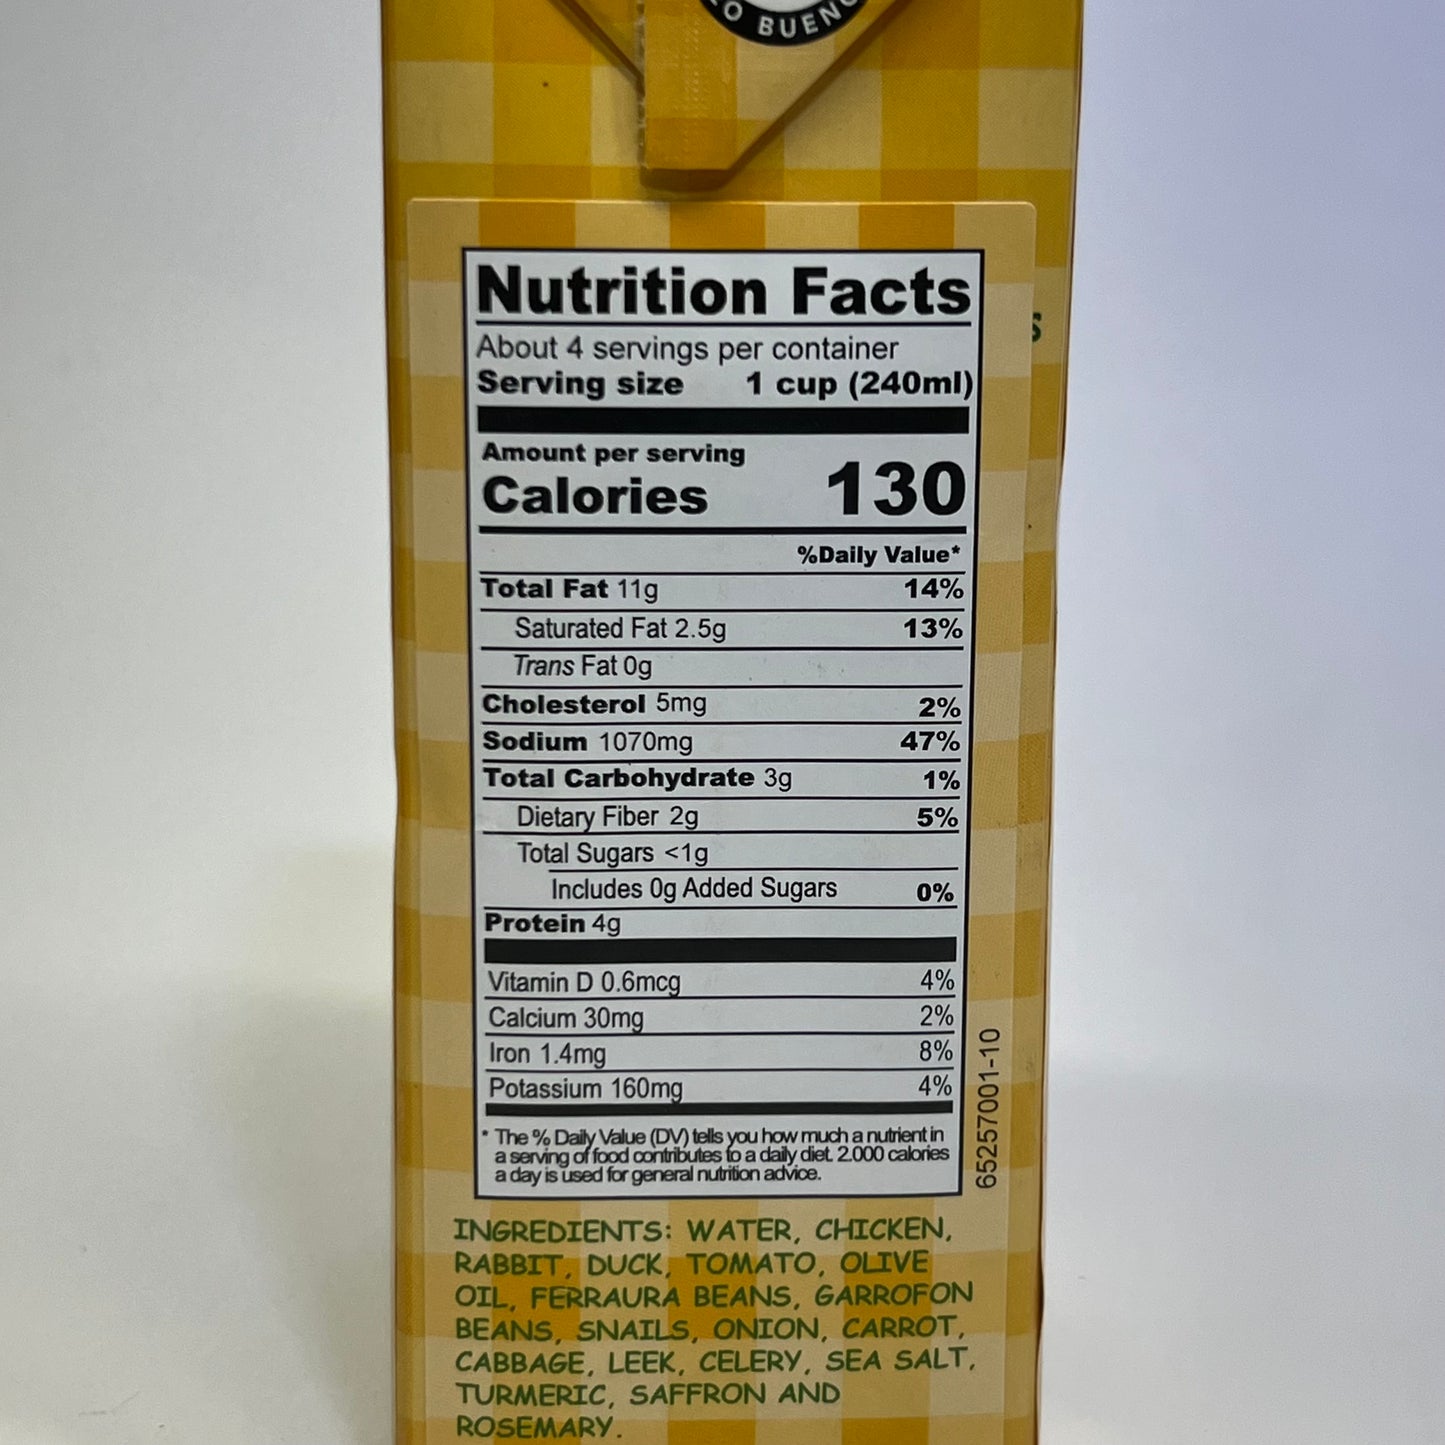 O BUENO
S
Nutrition Facts
About 4 servings per container
Serving size 1 cup (240ml)
Amount per serving
Calories 130
%Daily Value*
Total Fat 11g 14%
Saturated Fat 2.5g 13%
Trans Fat 0g
Cholesterol 5mg 2%
Sodium 1070mg 47%
Total Carbohydrate 3g 1%
Dietary Fiber 2g 5%
Total Sugars <1g
Includes 0g Added Sugars 0%
Protein 4g
Vitamin D 0.6mcg 4%
Calcium 30mg 2%
Iron 1.4mg 8%
Potassium 160mg 4%
* The % Daily Value (DV) tells you how much a nutrient in
a serving of food contributes to a daily diet. 2.000 calories
a day is used for general nutrition advice.
65257001-10
INGREDIENTS: WATER, CHICKEN,
RABBIT, DUCK, TOMATO, OLIVE
OIL, FERRAURA BEANS, GARROFON
BEANS, SNAILS, ONION, CARROT,
CABBAGE, LEEK, CELERY, SEA SALT,
TURMERIC, SAFFRON AND
ROSEMARY.